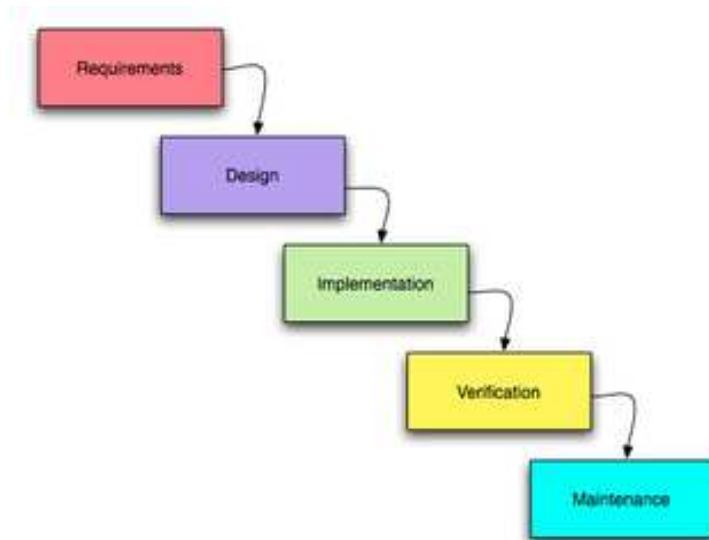 Requirements
Design
Implementation
Verification
Maintenance